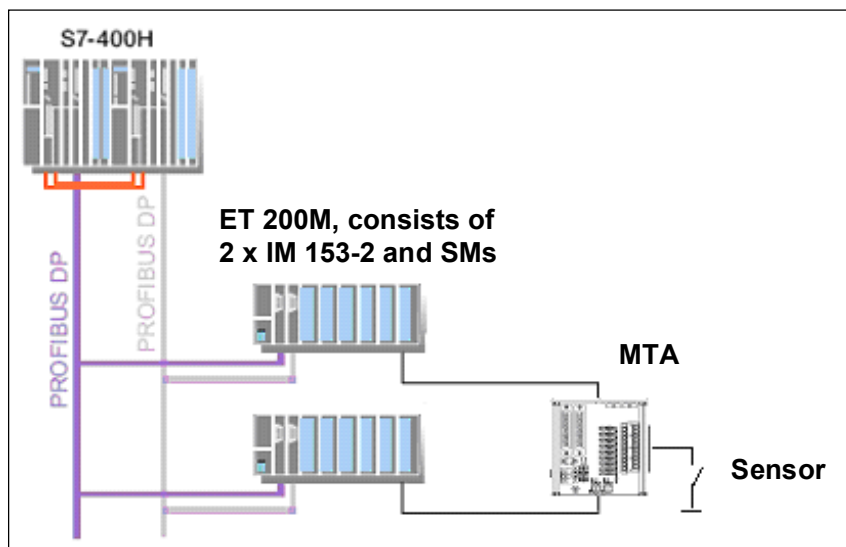 S7-400H
PROFIBUS DP
PROFIBUS DP
ET 200M, consists of
2 x IM 153-2 and SMs
MTA
Sensor